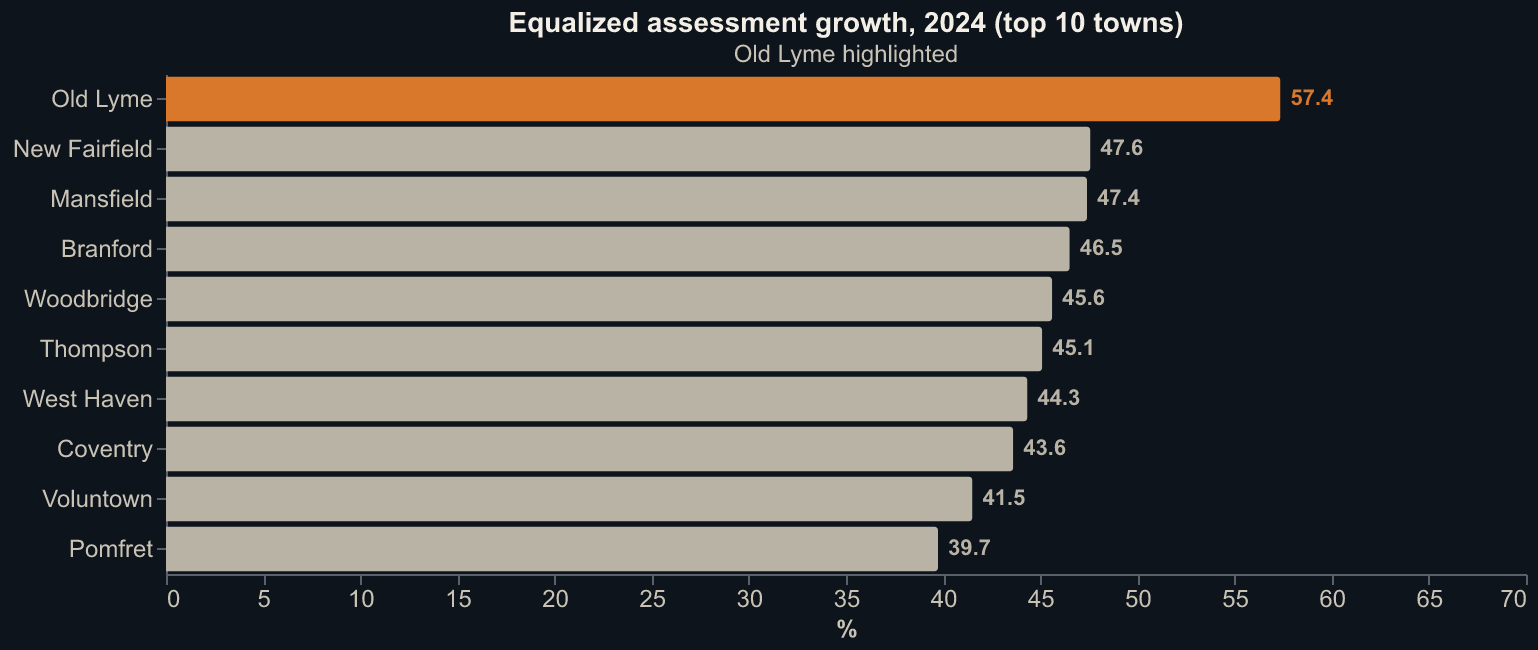 Equalized assessment growth, 2024 (top 10 towns)
Old Lyme highlighted
Old Lyme 57.4
New Fairfield 47.6
Mansfield 47.4
Branford 46.5
Woodbridge 45.6
Thompson 45.1
West Haven 44.3
Coventry 43.6
Voluntown 41.5
Pomfret 39.7
0 5 10 15 20 25 30 35 40 45 50 55 60 65 70
%